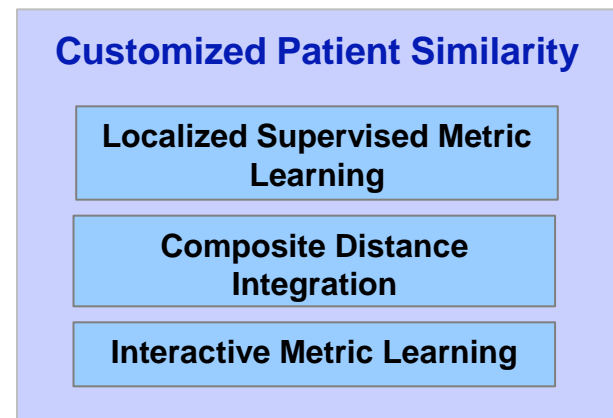 Customized Patient Similarity
Localized Supervised Metric
Learning
Composite Distance
Integration
Interactive Metric Learning